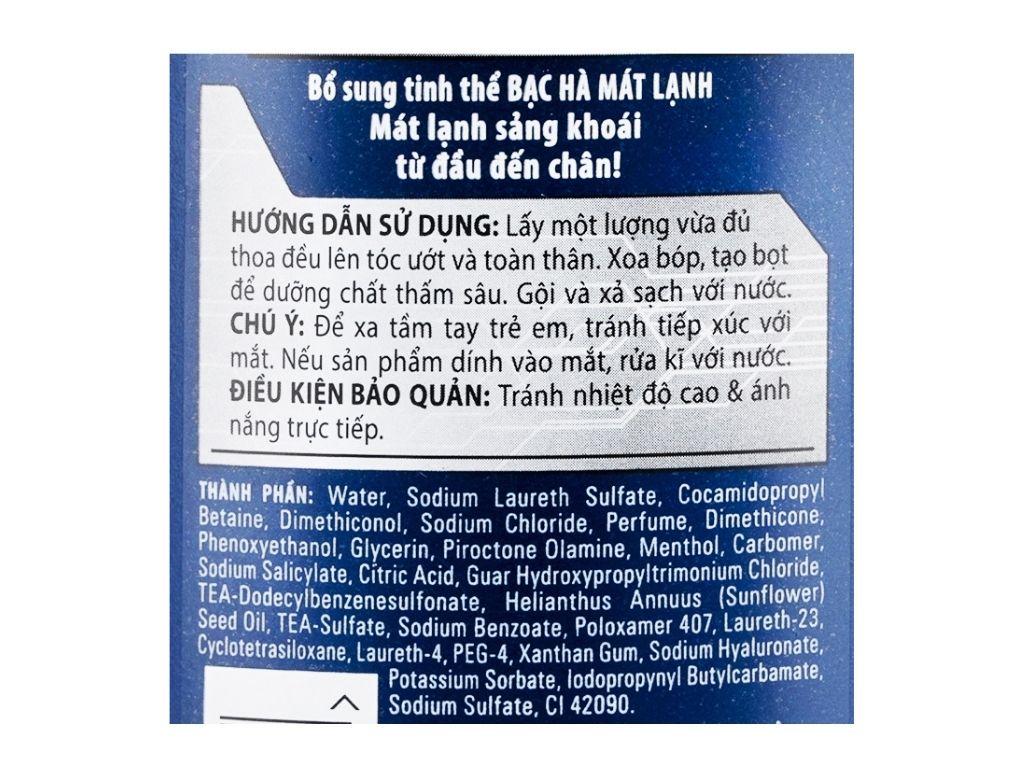 Bổ sung tinh thể BẠC HÀ MÁT LẠNH
Mát lạnh sảng khoái
từ đầu đến chân!
HƯỚNG DẪN SỬ DỤNG: Lấy một lượng vừa đủ
thoa đều lên tóc ướt và toàn thân. Xoa bóp, tạo bọt
để dưỡng chất thấm sâu. Gội và xả sạch với nước.
CHÚ Ý: Để xa tầm tay trẻ em, tránh tiếp xúc với
mắt. Nếu sản phẩm dính vào mắt, rửa kĩ với nước.
ĐIỀU KIỆN BẢO QUẢN: Tránh nhiệt độ cao & ánh
nắng trực tiếp.
THÀNH PHẦN: Water, Sodium Laureth Sulfate, Cocamidopropyl
Betaine, Dimethiconol, Sodium Chloride, Perfume, Dimethicone,
Phenoxyethanol, Glycerin, Piroctone Olamine, Menthol, Carbomer,
Sodium Salicylate, Citric Acid, Guar Hydroxypropyltrimonium Chloride,
TEA-Dodecylbenzenesulfonate, Helianthus Annuus (Sunflower)
Seed Oil, TEA-Sulfate, Sodium Benzoate, Poloxamer 407, Laureth-23,
Cyclotetrasiloxane, Laureth-4, PEG-4, Xanthan Gum, Sodium Hyaluronate,
Potassium Sorbate, Iodopropynyl Butylcarbamate,
Sodium Sulfate, CI 42090.